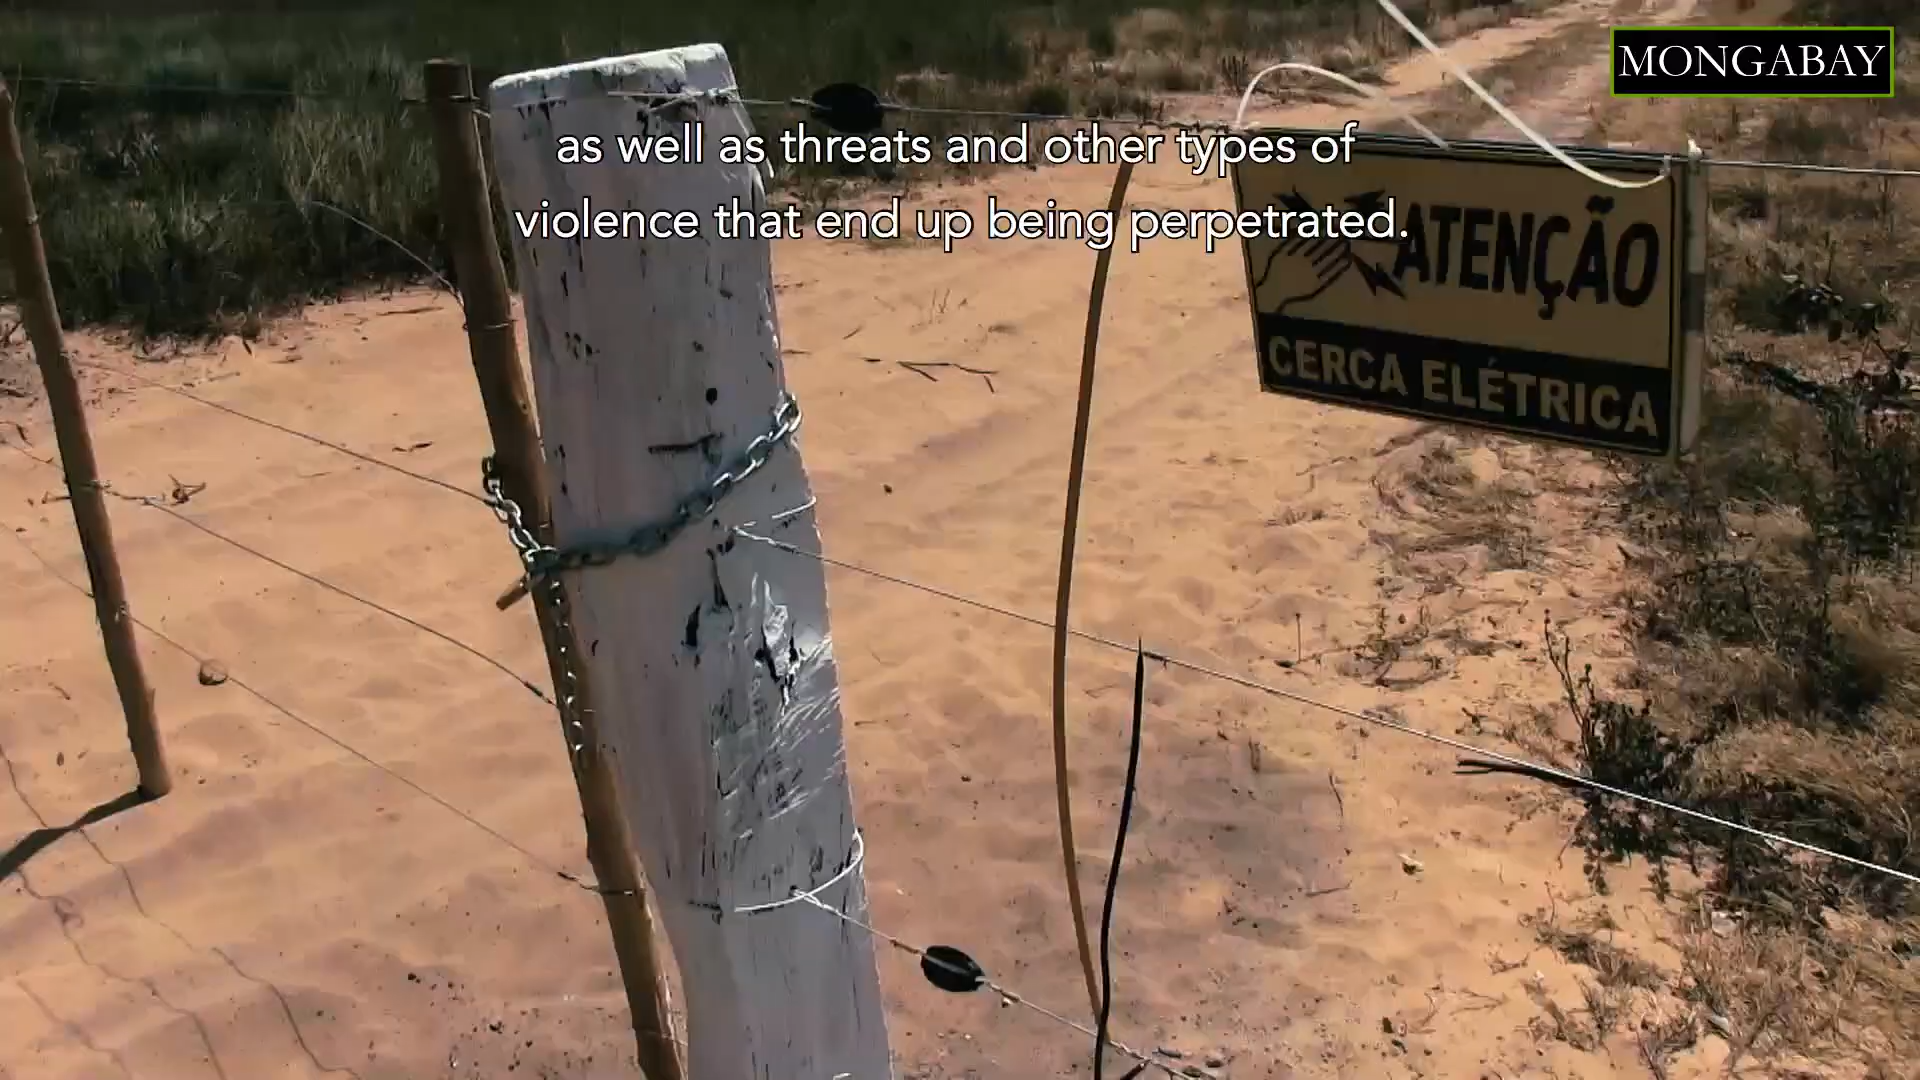 MONGABAY
as well as threats and other types of
violence that end up being perpetrated.
ATENÇÃO
CERCA ELÉTRICA